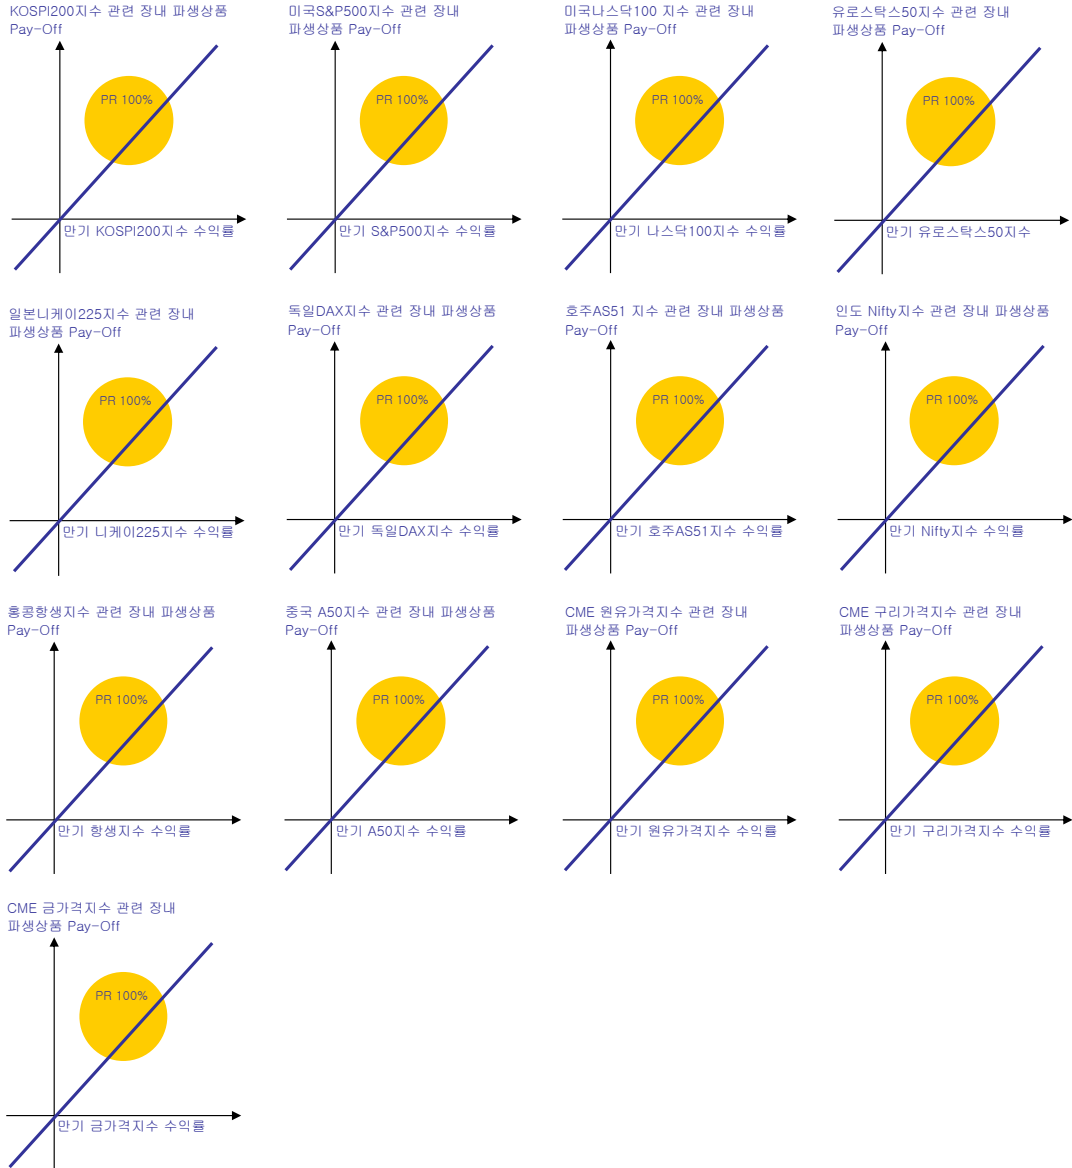 KOSPI200지수 관련 장내 파생상품
Pay-Off
PR 100%
만기 KOSPI200지수 수익률
미국S&P500지수 관련 장내
파생상품 Pay-Off
PR 100%
만기 S&P500지수 수익률
미국나스닥100 지수 관련 장내
파생상품 Pay-Off
PR 100%
만기 나스닥100지수 수익률
유로스탁스50지수 관련 장내
파생상품 Pay-Off
PR 100%
만기 유로스탁스50지수
일본니케이225지수 관련 장내
파생상품 Pay-Off
PR 100%
만기 니케이225지수 수익률
독일DAX지수 관련 장내 파생상품
Pay-Off
PR 100%
만기 독일DAX지수 수익률
호주AS51 지수 관련 장내 파생상품
Pay-Off
PR 100%
만기 호주AS51지수 수익률
인도 Nifty지수 관련 장내 파생상품
Pay-Off
PR 100%
만기 Nifty지수 수익률
홍콩항생지수 관련 장내 파생상품
Pay-Off
PR 100%
만기 항생지수 수익률
중국 A50지수 관련 장내 파생상품
Pay-Off
PR 100%
만기 A50지수 수익률
CME 원유가격지수 관련 장내
파생상품 Pay-Off
PR 100%
만기 원유가격지수 수익률
CME 구리가격지수 관련 장내
파생상품 Pay-Off
PR 100%
만기 구리가격지수 수익률
CME 금가격지수 관련 장내
파생상품 Pay-Off
PR 100%
만기 금가격지수 수익률